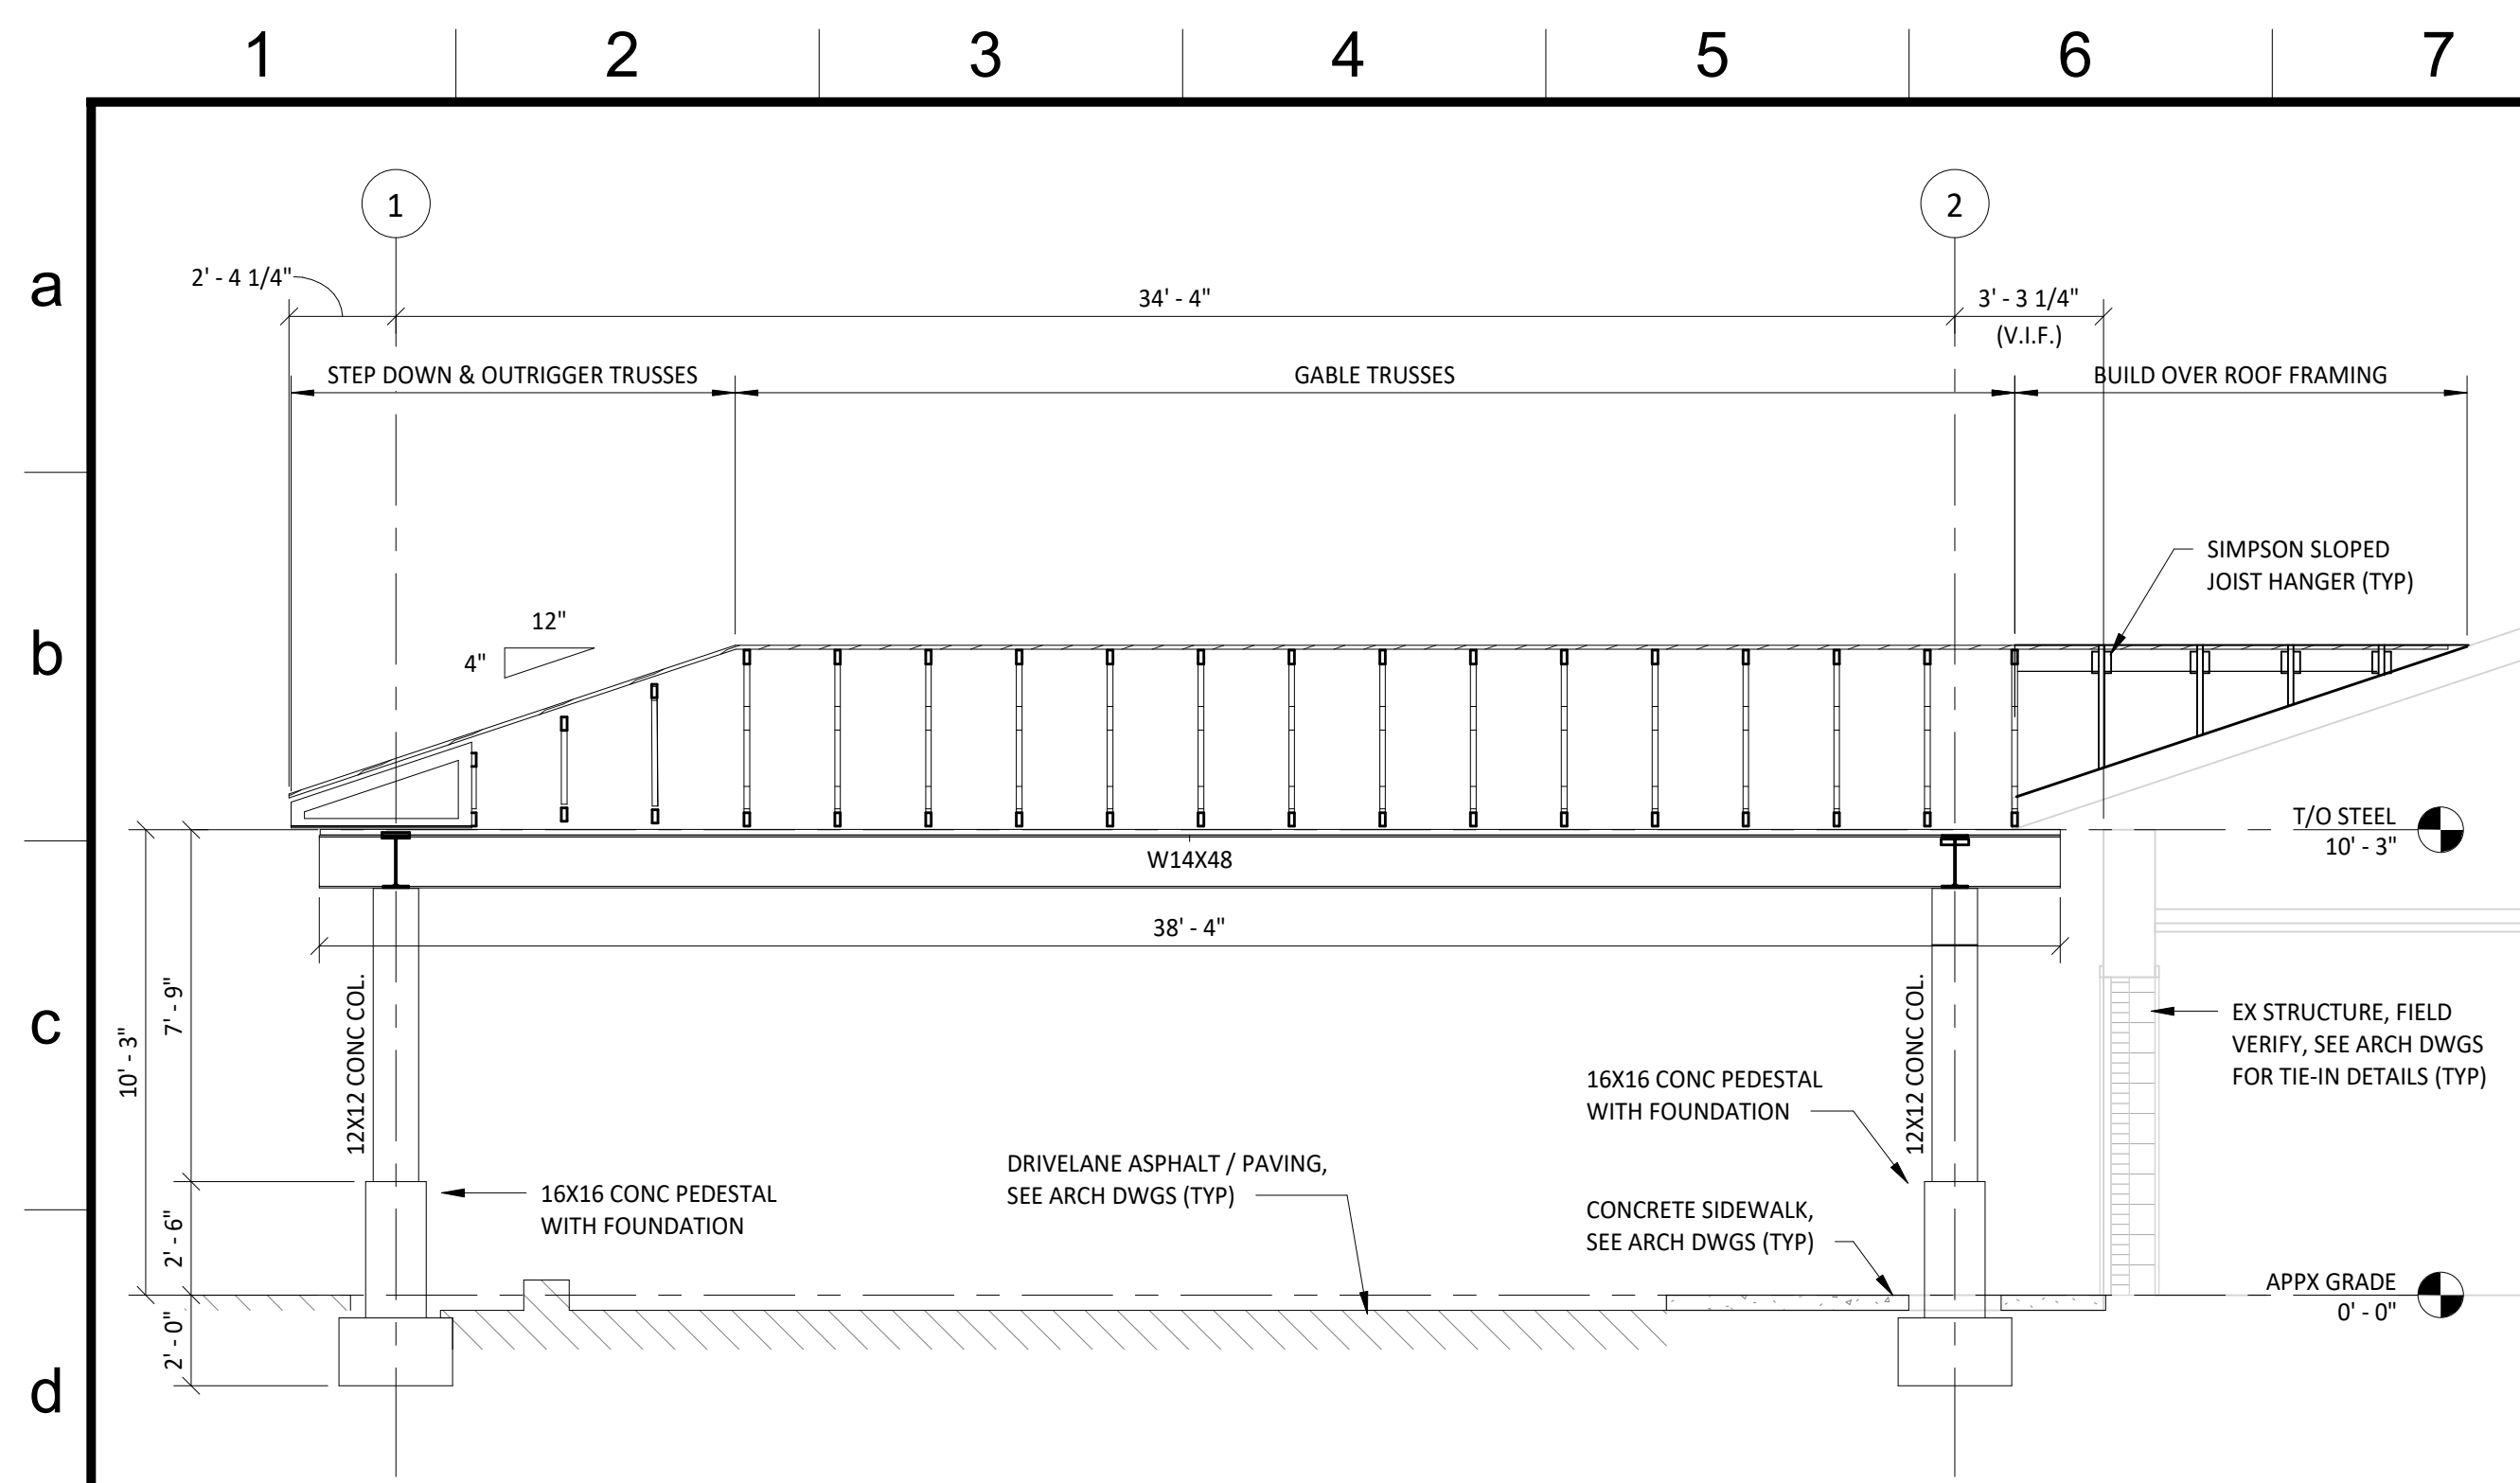 1 2 3 4 5 6 7
a
b
c
d
1
2
2' - 4 1/4"
34' - 4"
3' - 3 1/4"
(V.I.F.)
STEP DOWN & OUTRIGGER TRUSSES
GABLE TRUSSES
BUILD OVER ROOF FRAMING
SIMPSON SLOPED
JOIST HANGER (TYP)
12"
4"
T/O STEEL
10' - 3"
W14X48
38' - 4"
10' - 3"
7' - 9"
2' - 6"
2' - 0"
12X12 CONC COL.
12X12 CONC COL.
EX STRUCTURE, FIELD
VERIFY, SEE ARCH DWGS
FOR TIE-IN DETAILS (TYP)
16X16 CONC PEDESTAL
WITH FOUNDATION
DRIVELANE ASPHALT / PAVING,
SEE ARCH DWGS (TYP)
16X16 CONC PEDESTAL
WITH FOUNDATION
CONCRETE SIDEWALK,
SEE ARCH DWGS (TYP)
APPX GRADE
0' - 0"